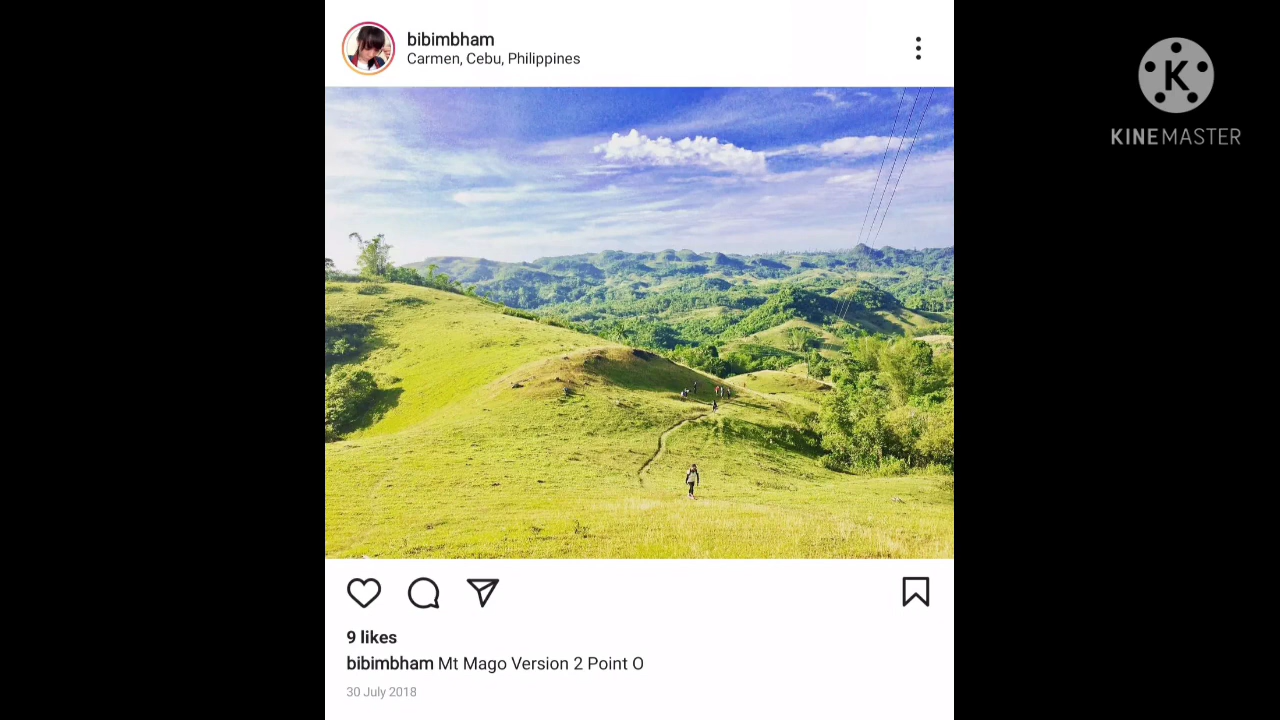 bibimbham
Carmen, Cebu, Philippines
K
KINEMASTER
9 likes
bibimbham Mt Mago Version 2 Point O
30 July 2018